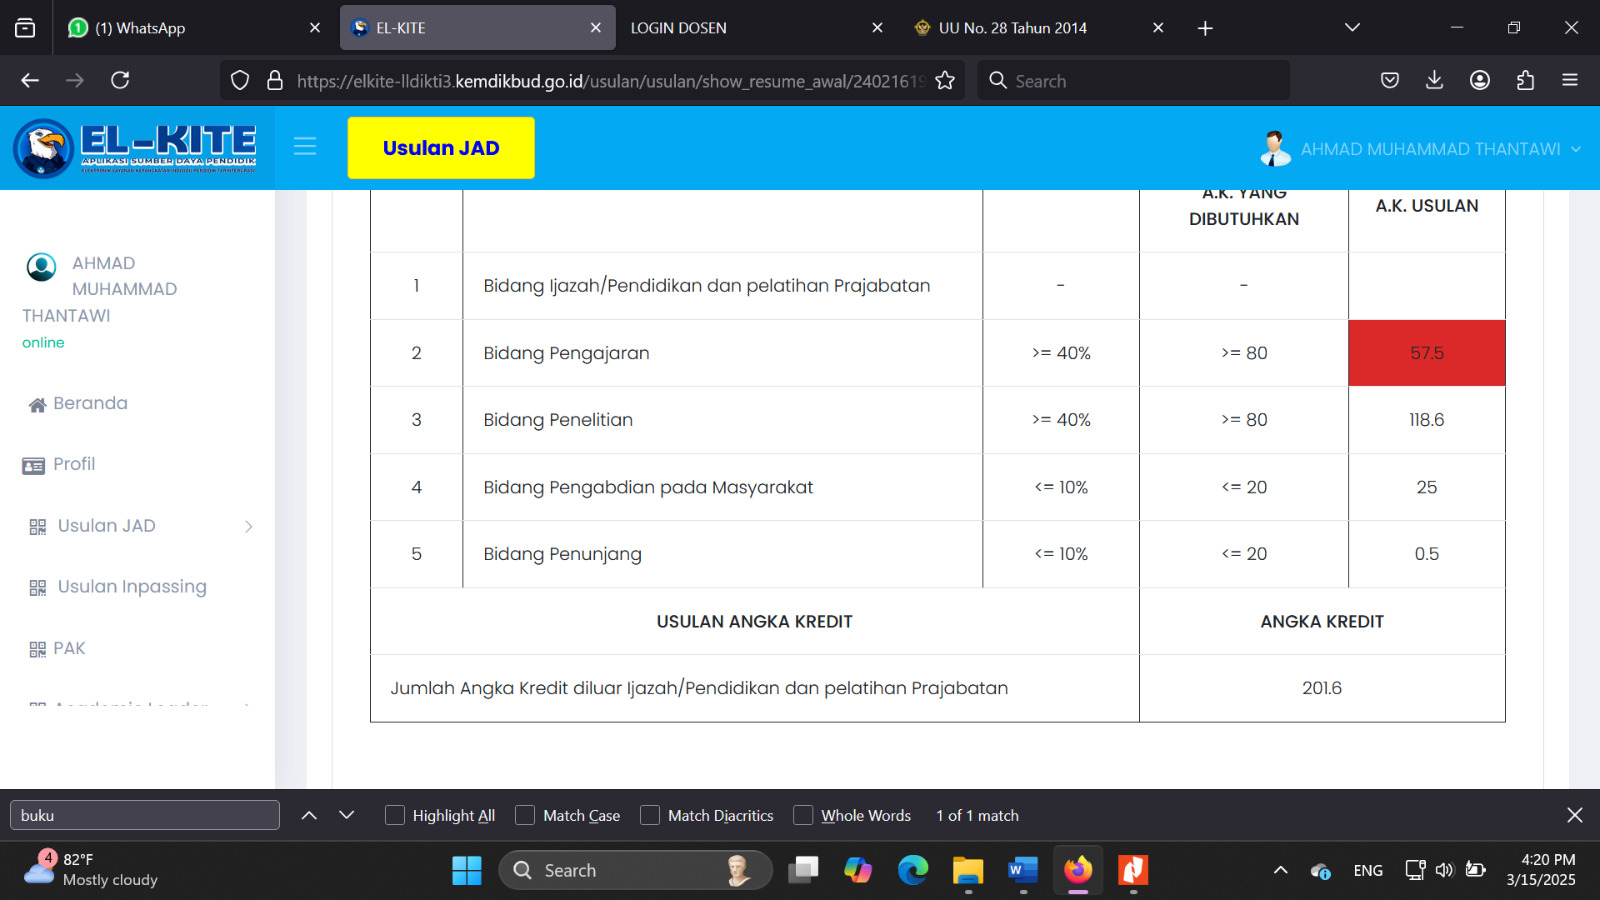 (1) WhatsApp
EL-KITE
LOGIN DOSEN
UU No. 28 Tahun 2014
https://elkite-lldikti3.kemdikbud.go.id/usulan/usulan/show_resume_awal/24021619
Search
EL-KITE
APLIKASI SUMBER DAYA PENDIDIK
Usulan JAD
AHMAD MUHAMMAD THANTAWI
AHMAD
MUHAMMAD
THANTAWI
online
Beranda
Profil
Usulan JAD
Usulan Inpassing
PAK
A.K. YANG
DIBUTUHKAN
A.K. USULAN
1 Bidang Ijazah/Pendidikan dan pelatihan Prajabatan - -
2 Bidang Pengajaran >= 40% >= 80 57.5
3 Bidang Penelitian >= 40% >= 80 118.6
4 Bidang Pengabdian pada Masyarakat <= 10% <= 20 25
5 Bidang Penunjang <= 10% <= 20 0.5
USULAN ANGKA KREDIT ANGKA KREDIT
Jumlah Angka Kredit diluar Ijazah/Pendidikan dan pelatihan Prajabatan 201.6
buku
Highlight All
Match Case
Match Diacritics
Whole Words
1 of 1 match
4
82°F
Mostly cloudy
Search
ENG
4:20 PM
3/15/2025